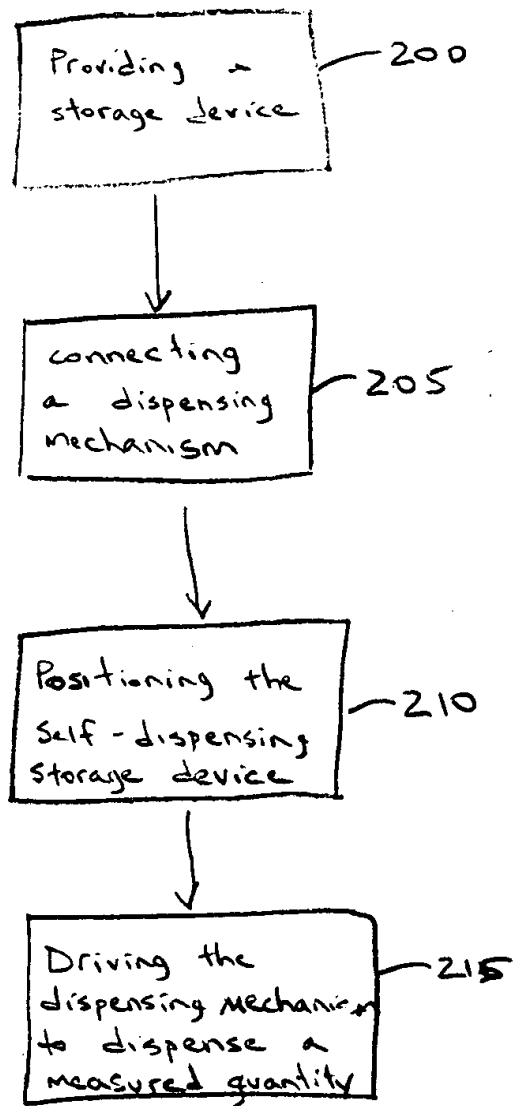 Providing a
storage device
200
connecting
a dispensing
mechanism
205
Positioning the
Self-dispensing
storage device
210
Driving the
dispensing mechanism
to dispense a
measured quantity
215